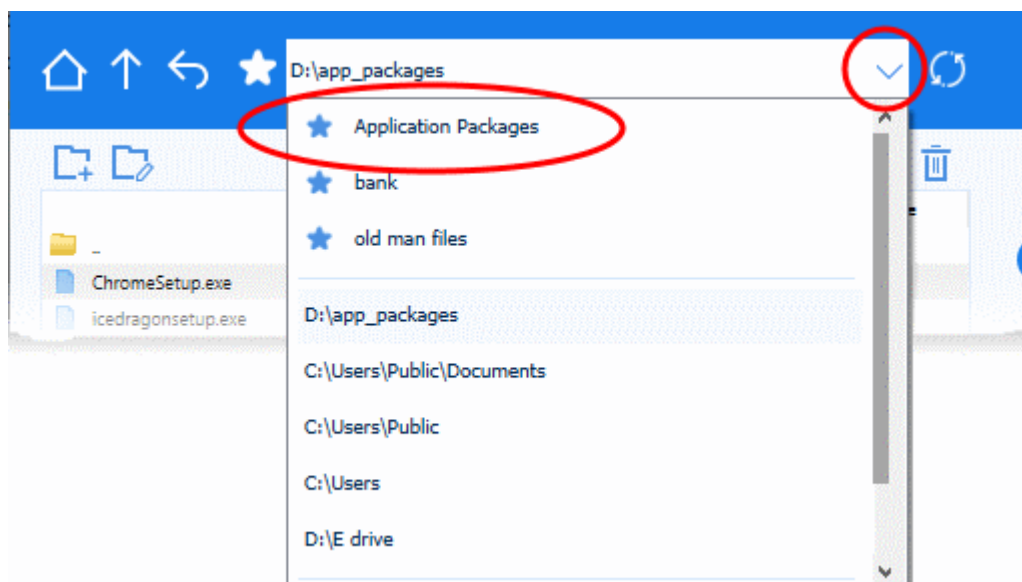 D:\app_packages
Application Packages
bank
old man files
_
ChromeSetup.exe
icedragonsetup.exe
D:\app_packages
C:\Users\Public\Documents
C:\Users\Public
C:\Users
D:\E drive